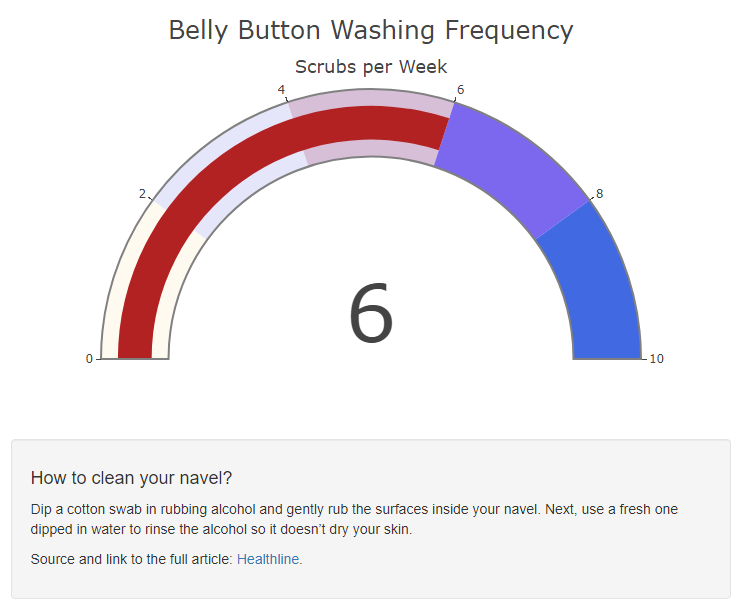 Belly Button Washing Frequency
Scrubs per Week
4
6
2
8
6
0
10
How to clean your navel?
Dip a cotton swab in rubbing alcohol and gently rub the surfaces inside your navel. Next, use a fresh one
dipped in water to rinse the alcohol so it doesn’t dry your skin.
Source and link to the full article: Healthline.